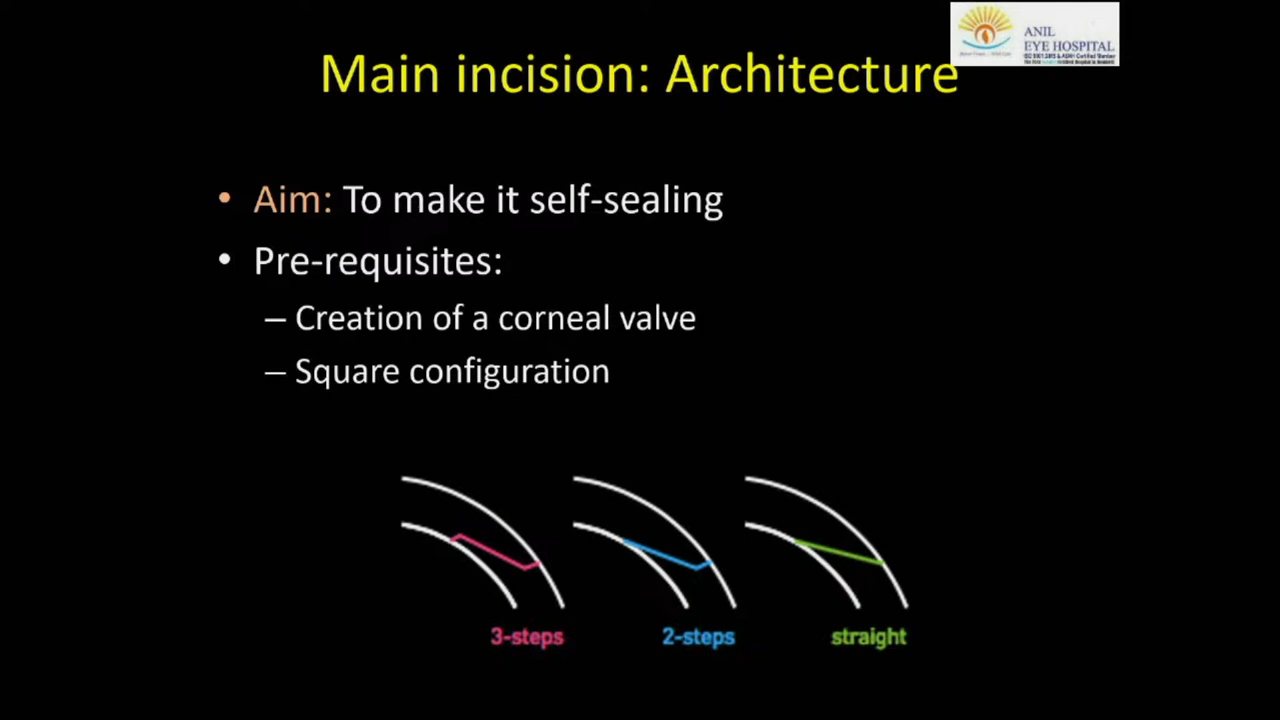 ANIL
EYE HOSPITAL
Main incision: Architecture
• Aim: To make it self-sealing
• Pre-requisites:
– Creation of a corneal valve
– Square configuration
3-steps
2-steps
straight